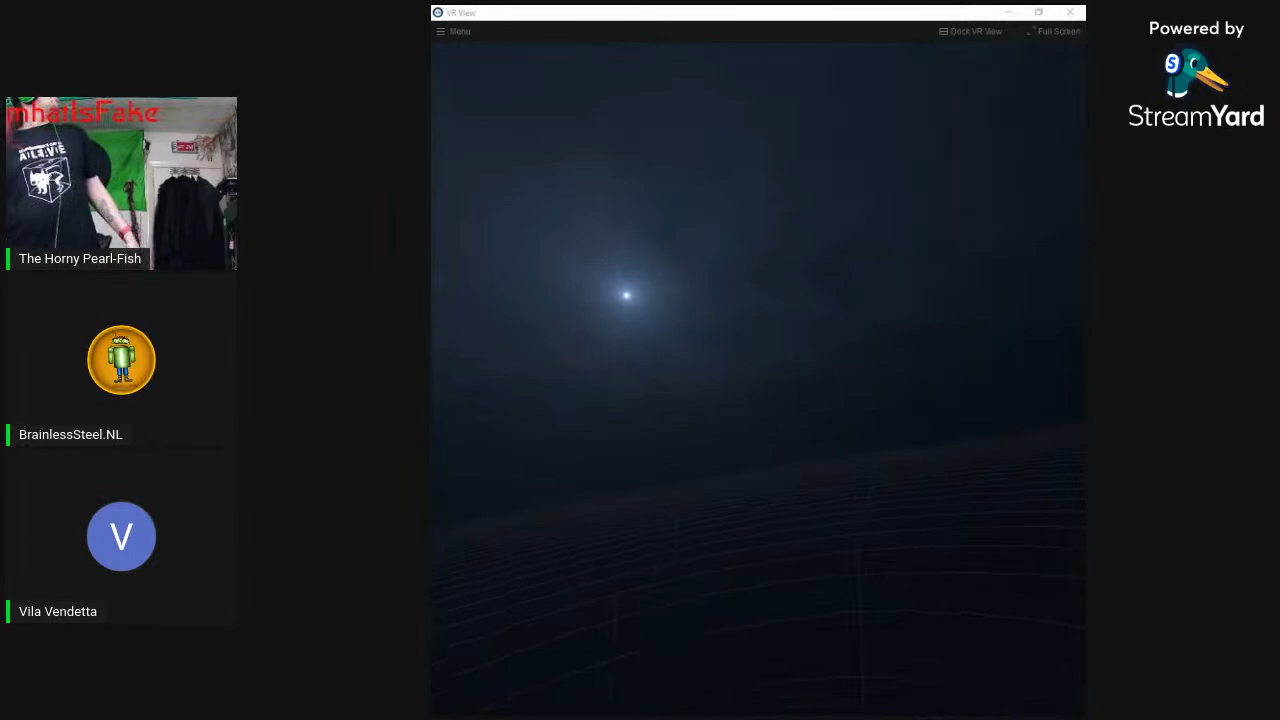 VR View
Menu
Dock VR View
Full Screen
Powered by
StreamYard
mhatIsFake
The Horny Pearl-Fish
BrainlessSteel.NL
V
Vila Vendetta